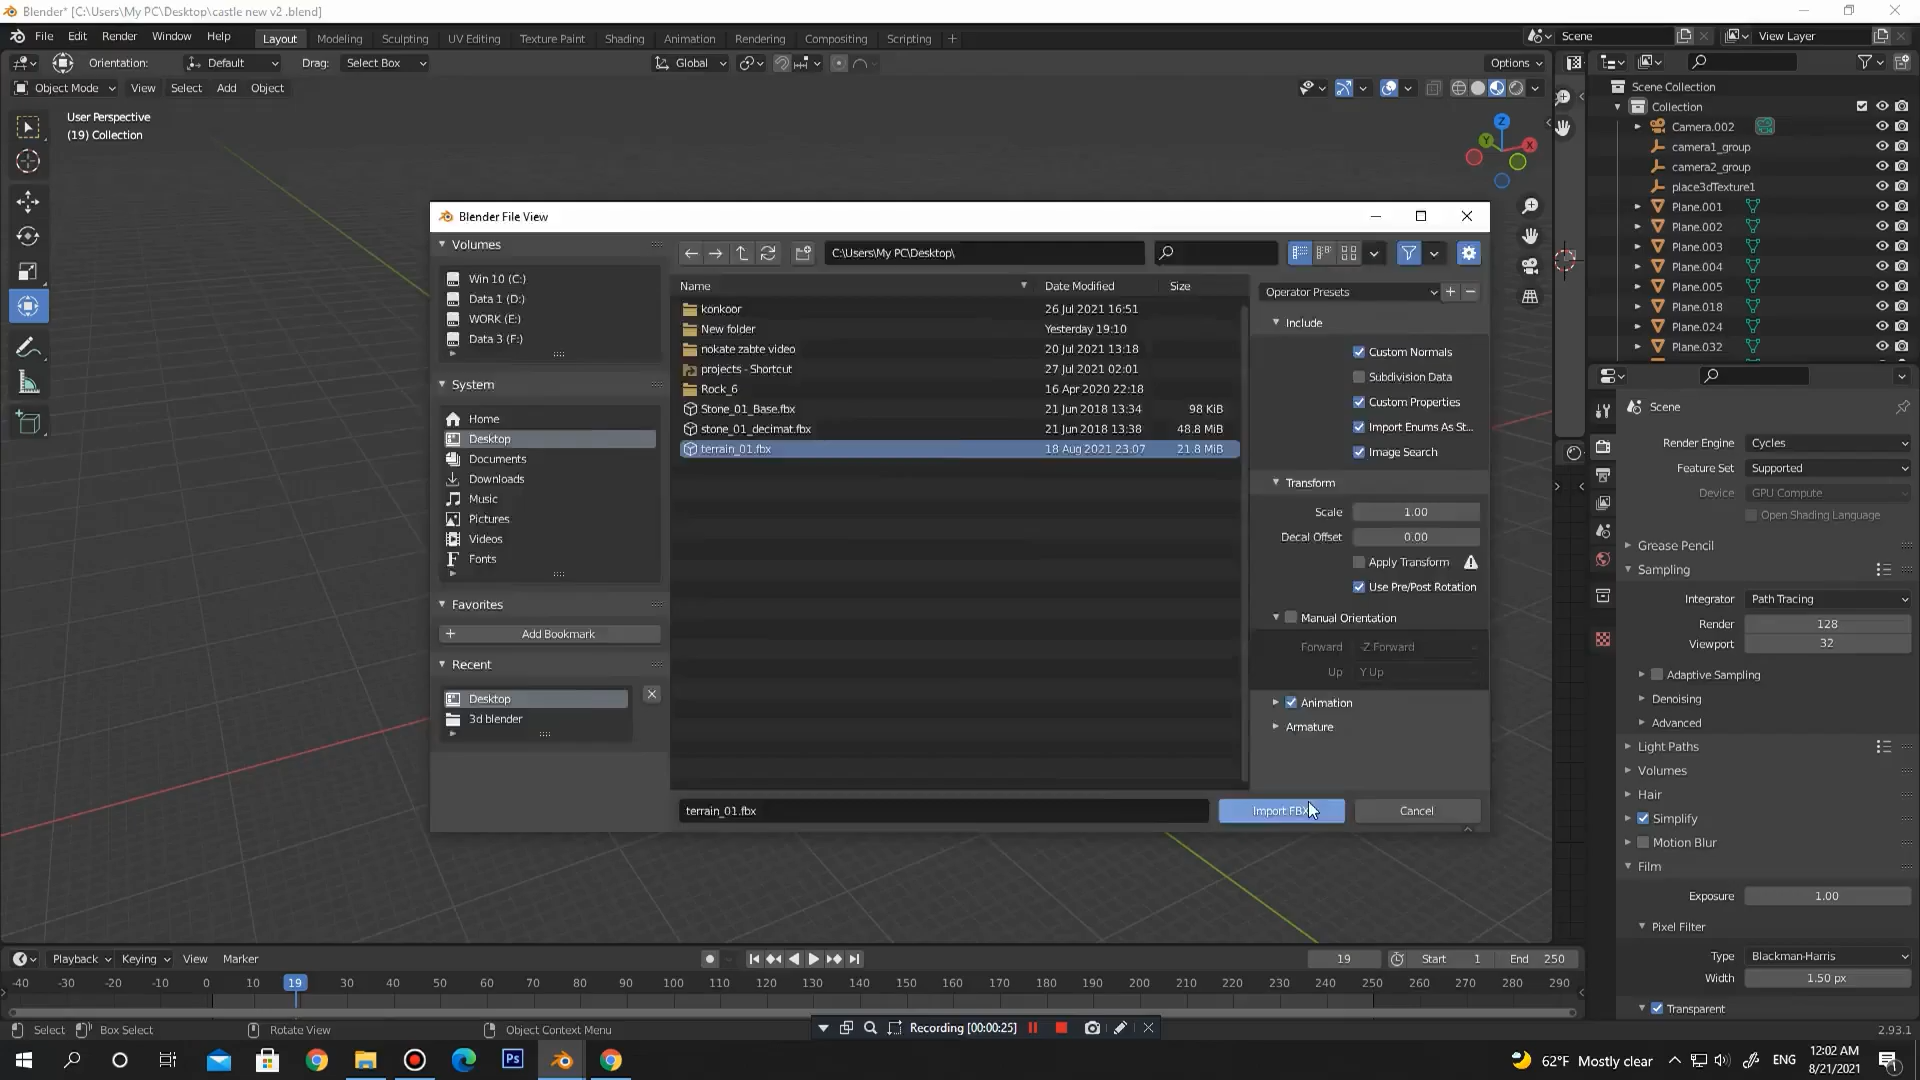 Blender* [C:\Users\My PC\Desktop\castle new v2 .blend]
File Edit Render Window Help Layout Modeling Sculpting UV Editing Texture Paint Shading Animation Rendering Compositing Scripting + Scene View Layer
Orientation: Default Drag: Select Box Global Options
Object Mode View Select Add Object
User Perspective
(19) Collection
Z
Y
X
Scene Collection
Collection
Camera.002
camera1_group
camera2_group
place3dTexture1
Plane.001
Plane.002
Plane.003
Plane.004
Plane.005
Plane.018
Plane.024
Plane.032
Blender File View
Volumes
Win 10 (C:)
Data 1 (D:)
WORK (E:)
Data 3 (F:)
System
Home
Desktop
Documents
Downloads
Music
Pictures
Videos
Fonts
Favorites
Add Bookmark
Recent
Desktop
3d blender
C:\Users\My PC\Desktop\
Name Date Modified Size
konkoor 26 Jul 2021 16:51
New folder Yesterday 19:10
nokate zabte video 20 Jul 2021 13:18
projects - Shortcut 27 Jul 2021 02:01
Rock_6 16 Apr 2020 22:18
Stone_01_Base.fbx 21 Jun 2018 13:34 98 KiB
stone_01_decimat.fbx 21 Jun 2018 13:38 48.8 MiB
terrain_01.fbx 18 Aug 2021 23:07 21.8 MiB
Operator Presets
Include
Custom Normals
Subdivision Data
Custom Properties
Import Enums As St...
Image Search
Transform
Scale 1.00
Decal Offset 0.00
Apply Transform
Use Pre/Post Rotation
Manual Orientation
Forward -Z Forward
Up Y Up
Animation
Armature
terrain_01.fbx Import FBX Cancel
Scene
Render Engine Cycles
Feature Set Supported
Device GPU Compute
Open Shading Language
Grease Pencil
Sampling
Integrator Path Tracing
Render 128
Viewport 32
Adaptive Sampling
Denoising
Advanced
Light Paths
Volumes
Hair
Simplify
Motion Blur
Film
Exposure 1.00
Pixel Filter
Type Blackman-Harris
Width 1.50 px
Transparent
Playback Keying View Marker 19 Start 1 End 250
-40 -30 -20 -10 0 10 19 30 40 50 60 70 80 90 100 110 120 130 140 150 160 170 180 190 200 210 220 230 240 250 260 270 280 290
Select Box Select Rotate View Object Context Menu Recording [00:00:25] 2.93.1
Ps 62°F Mostly clear ENG 12:02 AM
8/21/2021
1